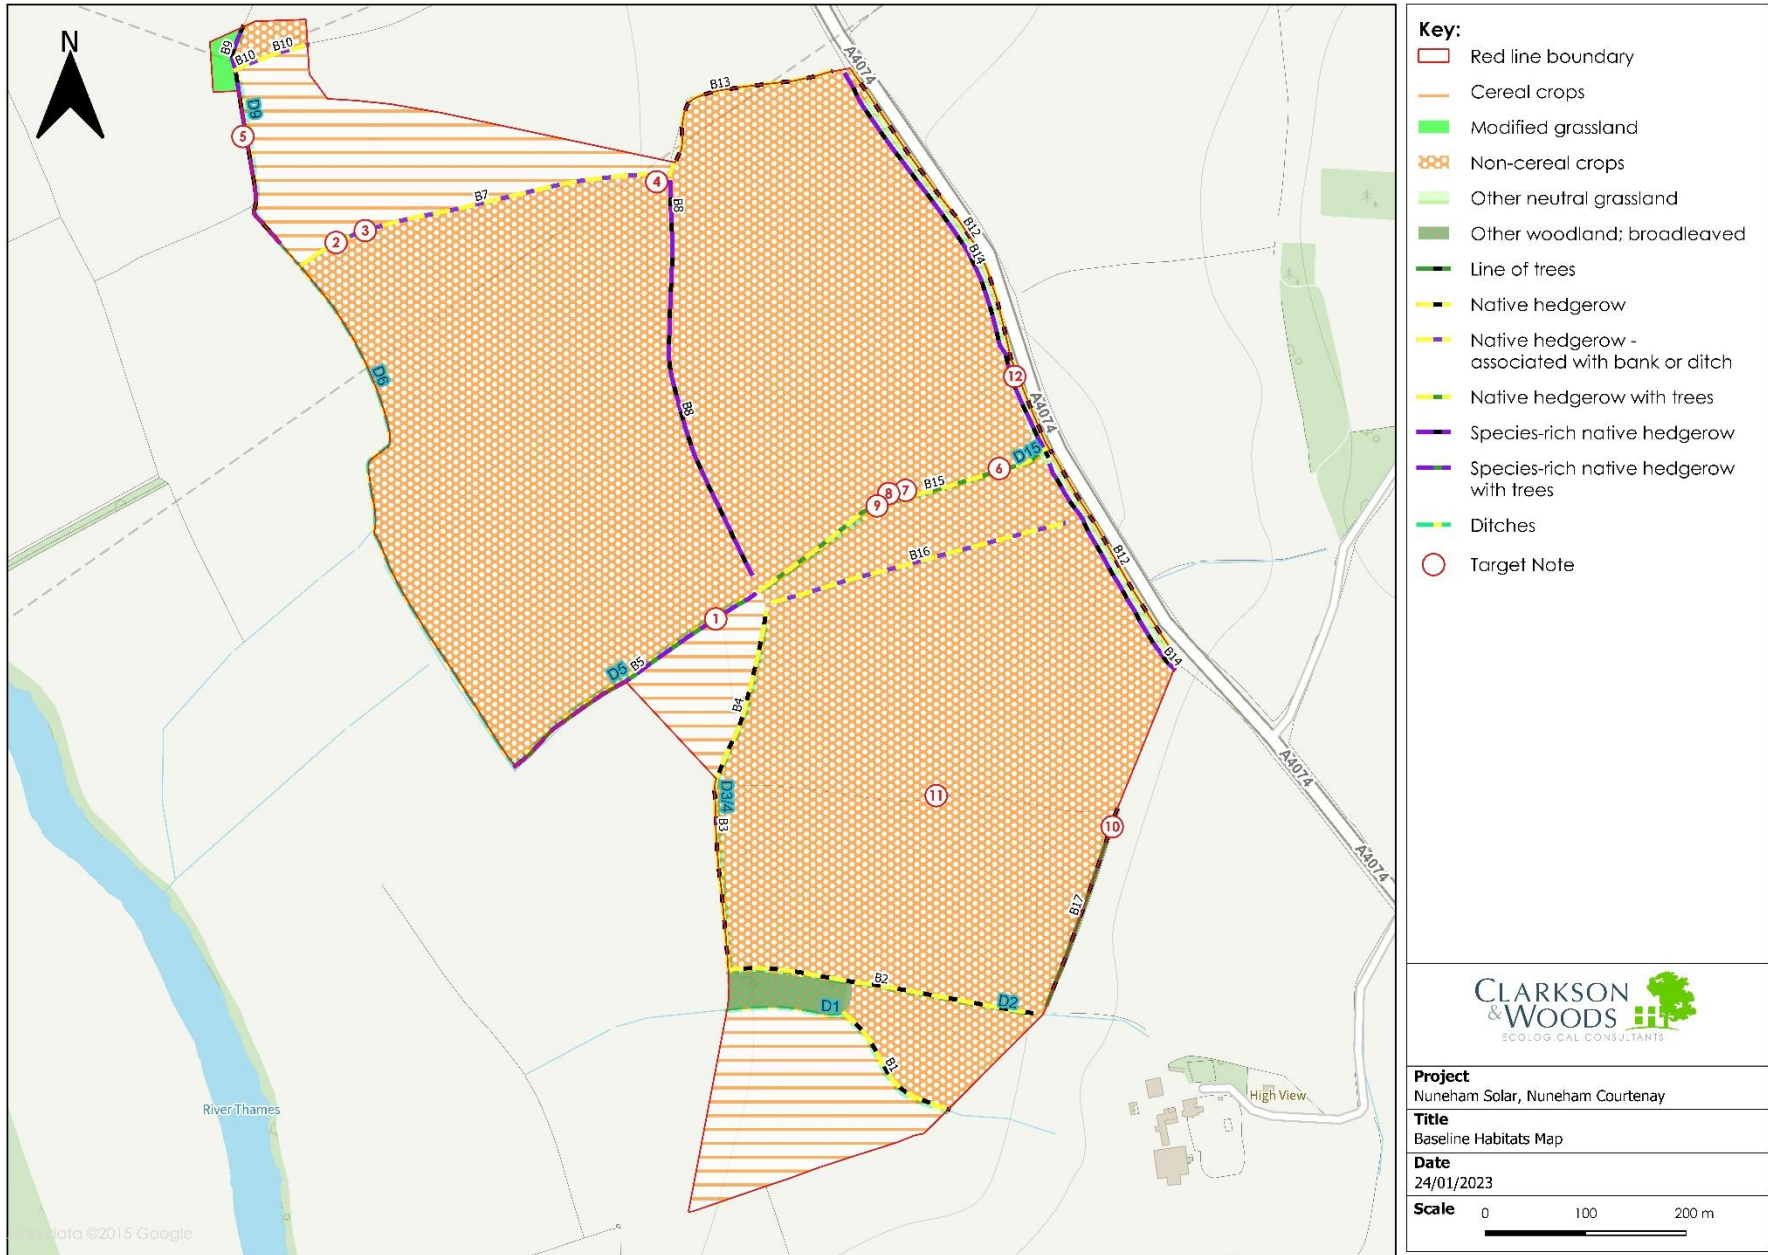 N
B9
B10
B10
D9
5
B13
A4074
4
B7
2
3
B8
B12
B14
D6
12
A4074
B8
D15
6
B15
7
8
9
B16
B12
1
B14
D5
B5
B4
A4074
D3/4
B3
11
10
A4074
B17
B2
D2
D1
B1
High View
River Thames
data ©2015 Google
Key:
Red line boundary
Cereal crops
Modified grassland
Non-cereal crops
Other neutral grassland
Other woodland; broadleaved
Line of trees
Native hedgerow
Native hedgerow -
associated with bank or ditch
Native hedgerow with trees
Species-rich native hedgerow
Species-rich native hedgerow
with trees
Ditches
Target Note
CLARKSON
&WOODS
ECOLOGICAL CONSULTANTS
Project
Nuneham Solar, Nuneham Courtenay
Title
Baseline Habitats Map
Date
24/01/2023
Scale
0 100 200 m